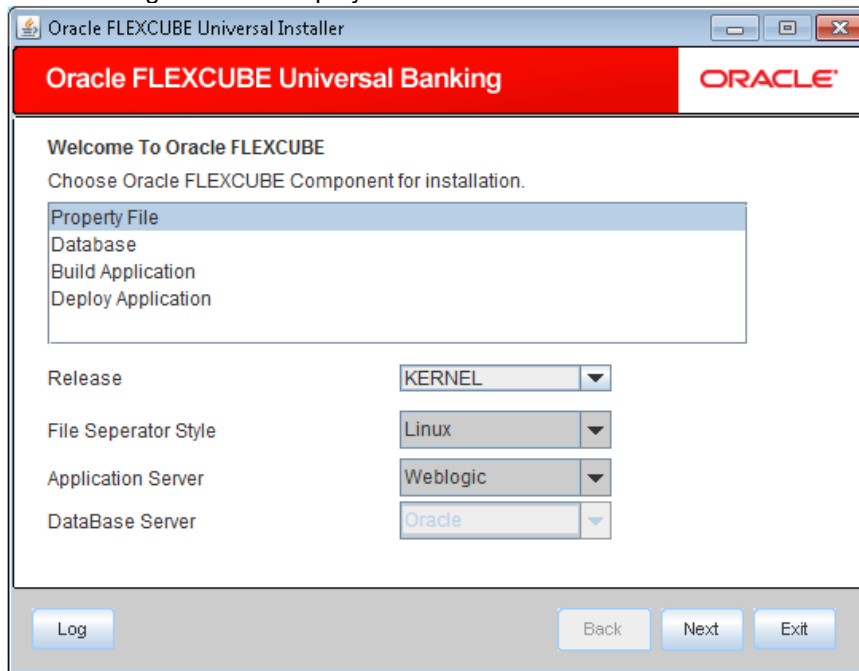 Oracle FLEXCUBE Universal Installer
Oracle FLEXCUBE Universal Banking
ORACLE
Welcome To Oracle FLEXCUBE
Choose Oracle FLEXCUBE Component for installation.
Property File
Database
Build Application
Deploy Application
Release KERNEL
File Seperator Style Linux
Application Server Weblogic
DataBase Server Oracle
Log Back Next Exit